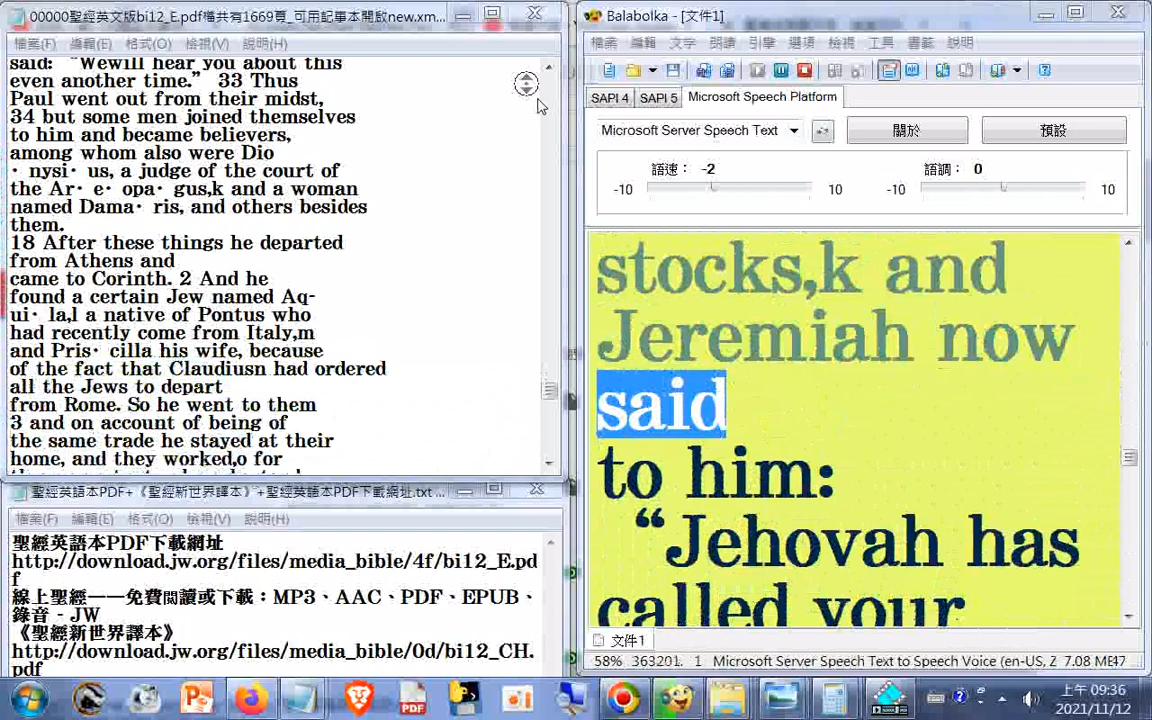 00000聖經英文版bi12_E.pdf檔共有1669頁_可用記事本開啟new.xm...
檔案(F) 編輯(E) 格式(O) 檢視(V) 說明(H)
said: “Wewill hear you about this
even another time.” 33 Thus
Paul went out from their midst,
34 but some men joined themselves
to him and became believers,
among whom also were Dio
· nysi· us, a judge of the court of
the Ar· e· opa· gus,k and a woman
named Dama· ris, and others besides
them.
18 After these things he departed
from Athens and
came to Corinth. 2 And he
found a certain Jew named Aq-
ui· la,l a native of Pontus who
had recently come from Italy,m
and Pris· cilla his wife, because
of the fact that Claudiusn had ordered
all the Jews to depart
from Rome. So he went to them
3 and on account of being of
the same trade he stayed at their
home, and they worked,o for
聖經英語本PDF+《聖經新世界譯本》+聖經英語本PDF下載網址.txt ...
檔案(F) 編輯(E) 格式(O) 檢視(V) 說明(H)
聖經英語本PDF下載網址
http://download.jw.org/files/media_bible/4f/bi12_E.pd
f
線上聖經——免費閱讀或下載：MP3、AAC、PDF、EPUB、
錄音 - JW
《聖經新世界譯本》
http://download.jw.org/files/media_bible/0d/bi12_CH.
pdf
Balabolka - [文件1]
檔案 編輯 文字 朗讀 引擎 選項 檢視 工具 書籤 說明
SAPI 4 SAPI 5 Microsoft Speech Platform
Microsoft Server Speech Text 關於 預設
語速： -2 語調： 0
-10 10 -10 10
stocks,k and
Jeremiah now
said
to him:
“Jehovah has
called your
文件1
58% 363201. 1 Microsoft Server Speech Text to Speech Voice (en-US, Z 7.08 MB 47
上午 09:36
2021/11/12